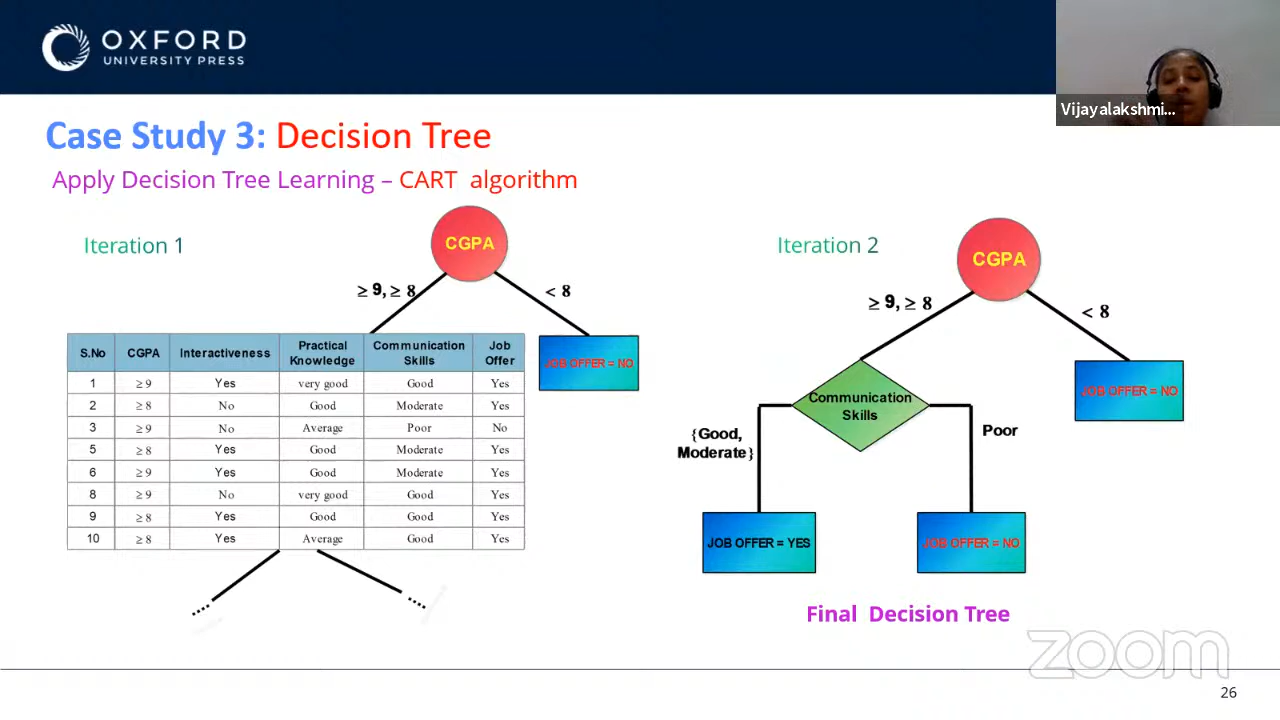 OXFORD
UNIVERSITY PRESS
Vijayalakshmi...
Case Study 3: Decision Tree
Apply Decision Tree Learning – CART algorithm
Iteration 1
CGPA
≥ 9, ≥ 8
< 8
S.No CGPA Interactiveness Practical Knowledge Communication Skills Job Offer
1 ≥ 9 Yes very good Good Yes
2 ≥ 8 No Good Moderate Yes
3 ≥ 9 No Average Poor No
5 ≥ 8 Yes Good Moderate Yes
6 ≥ 9 Yes Good Moderate Yes
8 ≥ 9 No very good Good Yes
9 ≥ 8 Yes Good Good Yes
10 ≥ 8 Yes Average Good Yes
JOB OFFER = NO
Iteration 2
CGPA
≥ 9, ≥ 8
< 8
Communication
Skills
JOB OFFER = NO
{Good,
Moderate}
Poor
JOB OFFER = YES
JOB OFFER = NO
Final Decision Tree
zoom
26